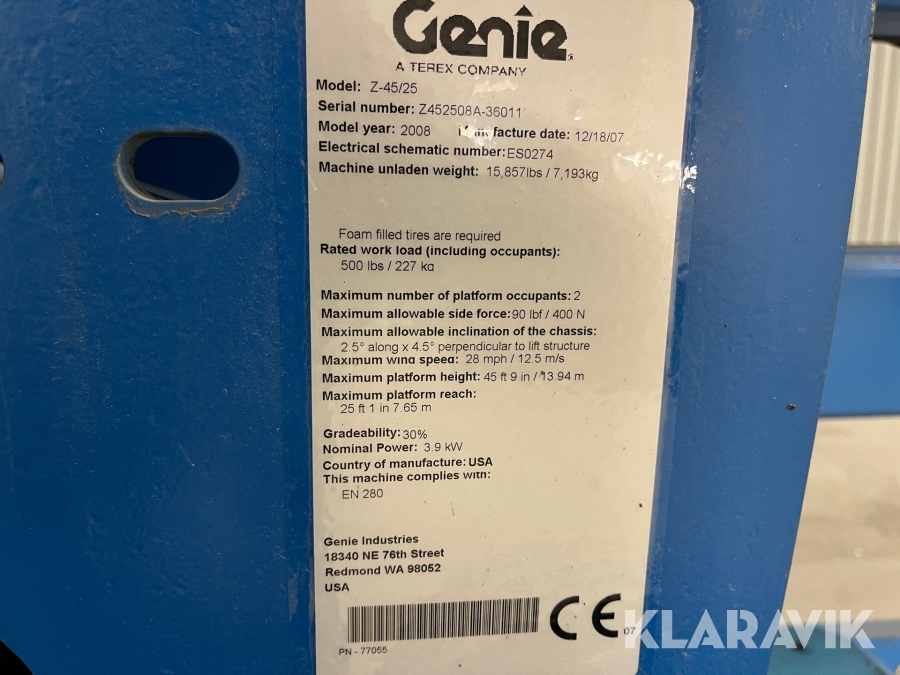 Genie
A TEREX COMPANY
Model: Z-45/25
Serial number: Z452508A-36011
Model year: 2008 Manufacture date: 12/18/07
Electrical schematic number: ES0274
Machine unladen weight: 15,857lbs / 7,193kg
Foam filled tires are required
Rated work load (including occupants):
500 lbs / 227 kg
Maximum number of platform occupants: 2
Maximum allowable side force: 90 lbf / 400 N
Maximum allowable inclination of the chassis:
2.5° along x 4.5° perpendicular to lift structure
Maximum wind speed: 28 mph / 12.5 m/s
Maximum platform height: 45 ft 9 in / 13.94 m
Maximum platform reach:
25 ft 1 in 7.65 m
Gradeability: 30%
Nominal Power: 3.9 kW
Country of manufacture: USA
This machine complies with:
EN 280
Genie Industries
18340 NE 76th Street
Redmond WA 98052
USA
CE 07
PN - 77055
KLARAVIK